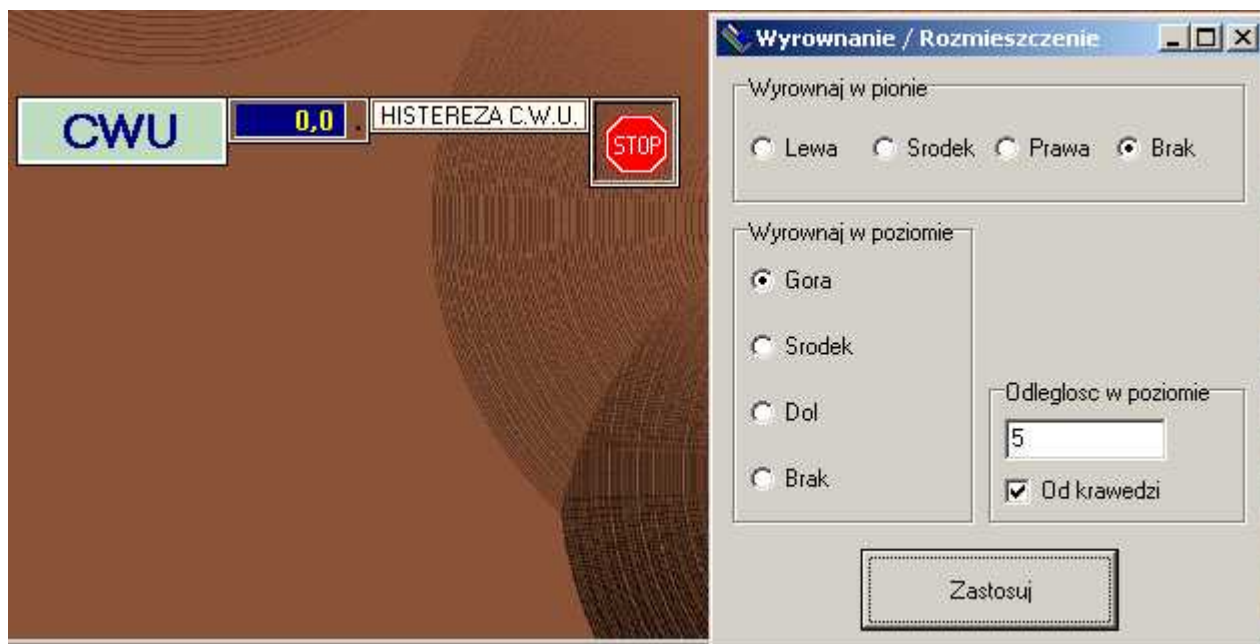 Wyrownanie / Rozmieszczenie
CWU
0,0 .
HISTEREZA C.W.U.
STOP
Wyrownaj w pionie
Lewa Srodek Prawa Brak
Wyrownaj w poziomie
Gora
Srodek
Dol
Brak
Odleglosc w poziomie
5
Od krawedzi
Zastosuj